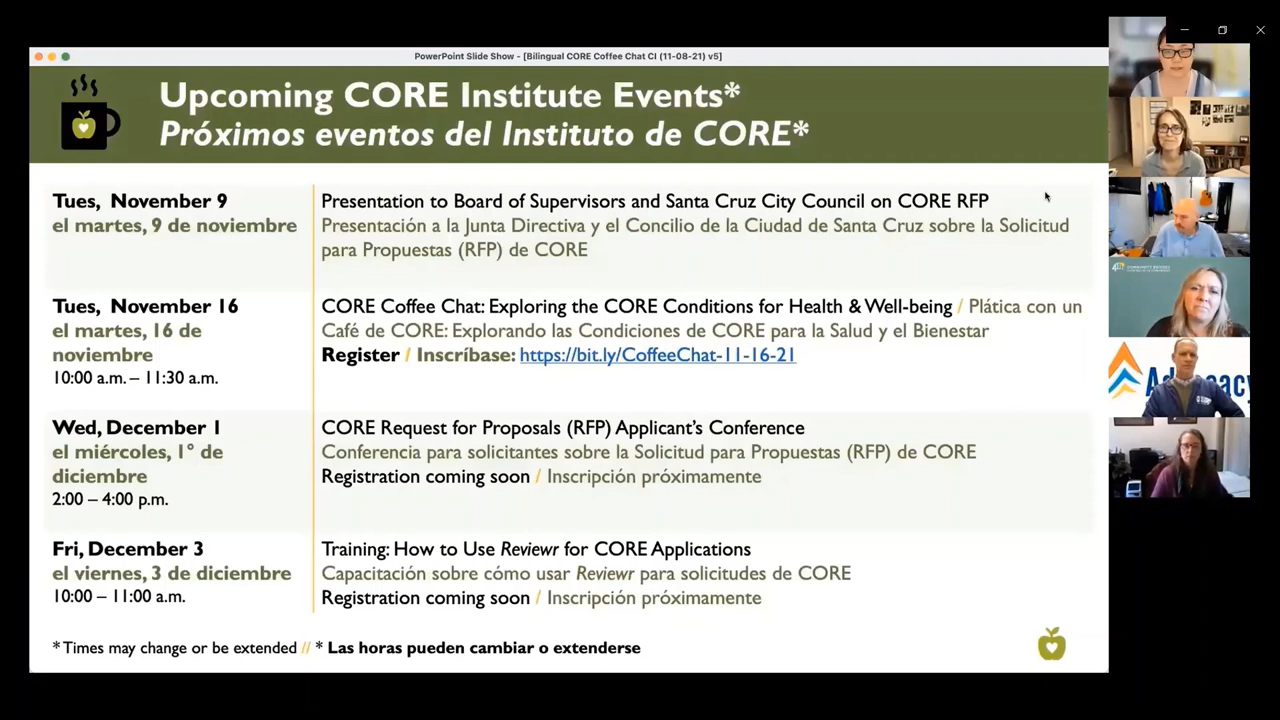 PowerPoint Slide Show - [Bilingual CORE Coffee Chat CI (11-08-21) v5]
Upcoming CORE Institute Events*
Próximos eventos del Instituto de CORE*
Tues, November 9
el martes, 9 de noviembre
Presentation to Board of Supervisors and Santa Cruz City Council on CORE RFP
Presentación a la Junta Directiva y el Concilio de la Ciudad de Santa Cruz sobre la Solicitud
para Propuestas (RFP) de CORE
Tues, November 16
el martes, 16 de
noviembre
10:00 a.m. – 11:30 a.m.
CORE Coffee Chat: Exploring the CORE Conditions for Health & Well-being / Plática con un
Café de CORE: Explorando las Condiciones de CORE para la Salud y el Bienestar
Register / Inscríbase: https://bit.ly/CoffeeChat-11-16-21
Wed, December 1
el miércoles, 1° de
diciembre
2:00 – 4:00 p.m.
CORE Request for Proposals (RFP) Applicant's Conference
Conferencia para solicitantes sobre la Solicitud para Propuestas (RFP) de CORE
Registration coming soon / Inscripción próximamente
Fri, December 3
el viernes, 3 de diciembre
10:00 – 11:00 a.m.
Training: How to Use Reviewr for CORE Applications
Capacitación sobre cómo usar Reviewr para solicitudes de CORE
Registration coming soon / Inscripción próximamente
* Times may change or be extended // * Las horas pueden cambiar o extenderse